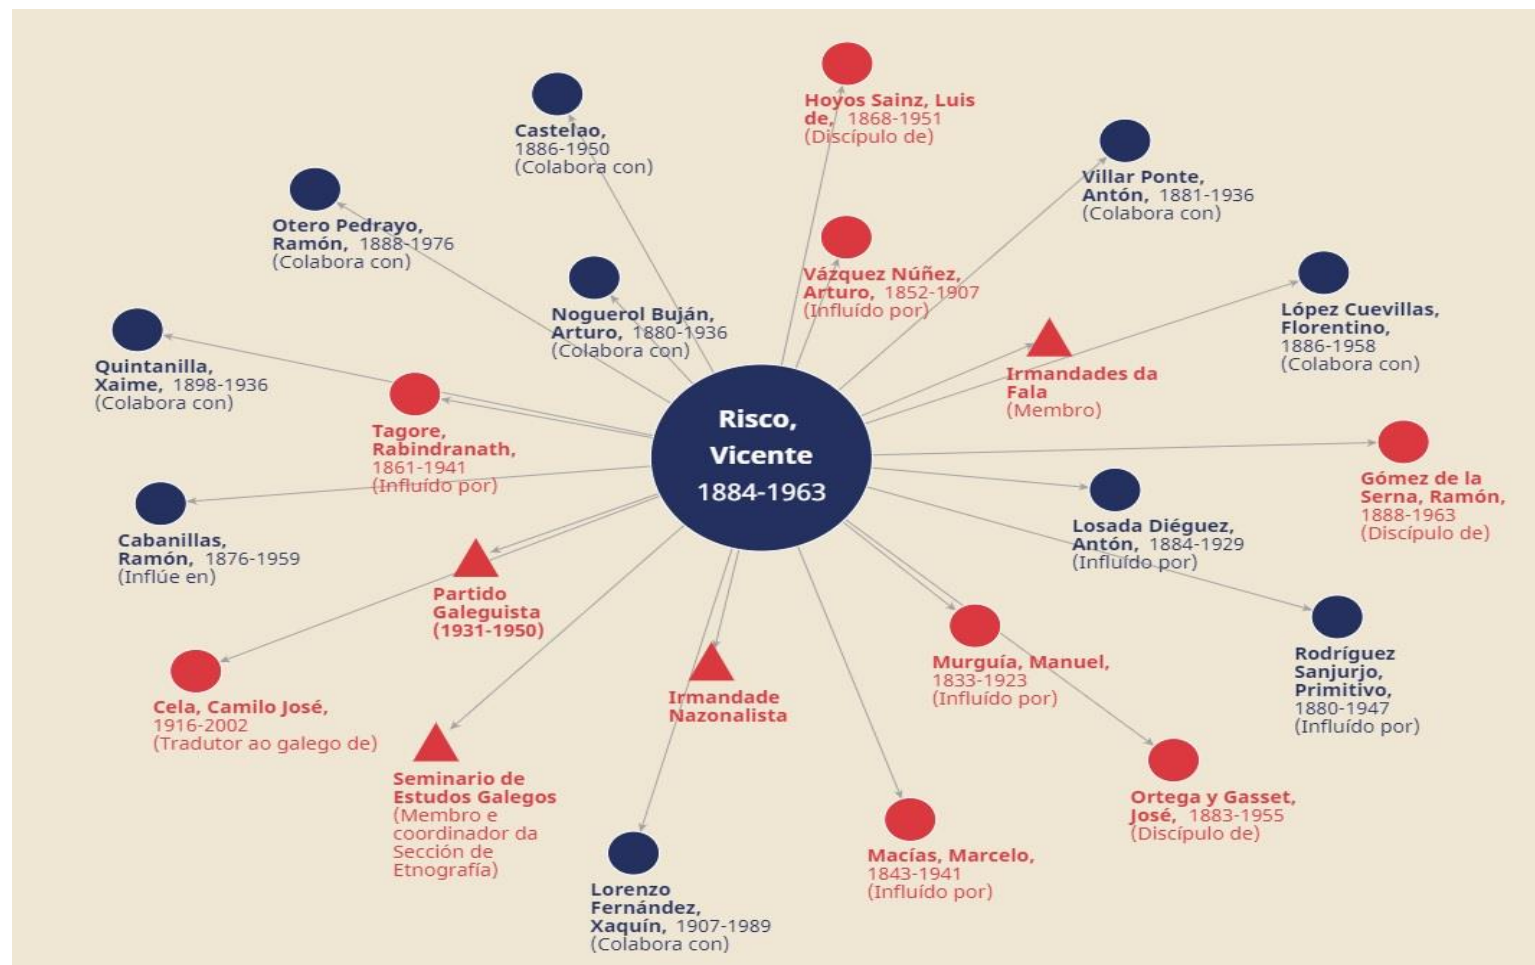 Hoyos Sainz, Luis
de, 1868-1951
(Discípulo de)
Castelao,
1886-1950
(Colabora con)
Villar Ponte,
Antón, 1881-1936
(Colabora con)
Otero Pedrayo,
Ramón, 1888-1976
(Colabora con)
Vázquez Núñez,
Arturo, 1852-1907
(Influído por)
Noguerol Buján,
Arturo, 1880-1936
(Colabora con)
López Cuevillas,
Florentino,
1886-1958
(Colabora con)
Quintanilla,
Xaime, 1898-1936
(Colabora con)
Irmandades da
Fala
(Membro)
Tagore,
Rabindranath,
1861-1941
(Influído por)
Risco,
Vicente
1884-1963
Gómez de la
Serna, Ramón,
1888-1963
(Discípulo de)
Cabanillas,
Ramón, 1876-1959
(Inflúe en)
Losada Diéguez,
Antón, 1884-1929
(Influído por)
Partido
Galeguista
(1931-1950)
Rodríguez
Sanjurjo,
Primitivo,
1880-1947
(Influído por)
Murguía, Manuel,
1833-1923
(Influído por)
Irmandade
Nazonalista
Cela, Camilo José,
1916-2002
(Tradutor ao galego de)
Seminario de
Estudos Galegos
(Membro e
coordinador da
Sección de
Etnografía)
Ortega y Gasset,
José, 1883-1955
(Discípulo de)
Macías, Marcelo,
1843-1941
(Influído por)
Lorenzo
Fernández,
Xaquín, 1907-1989
(Colabora con)